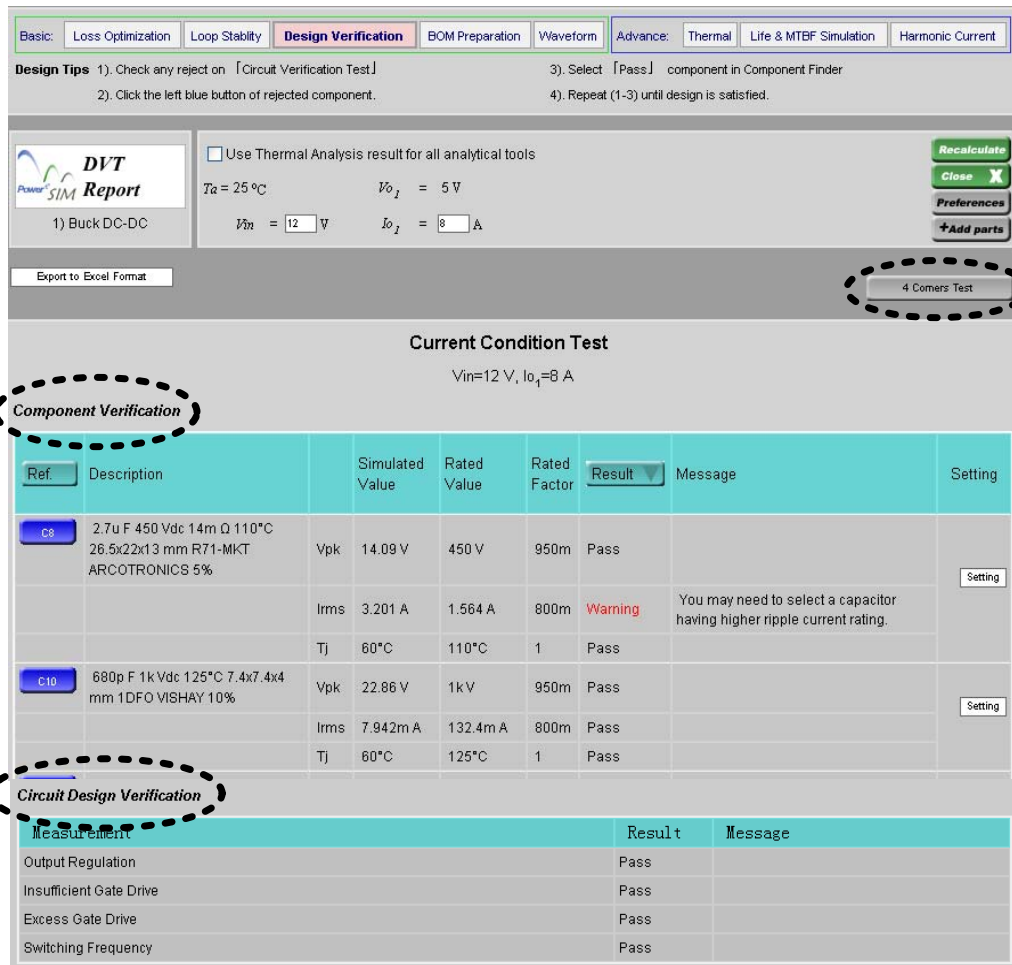 Basic: Loss Optimization Loop Stablity Design Verification BOM Preparation Waveform Advance: Thermal Life & MTBF Simulation Harmonic Current
Design Tips 1). Check any reject on 「Circuit Verification Test」 3). Select 「Pass」 component in Component Finder
2). Click the left blue button of rejected component. 4). Repeat (1-3) until design is satisfied.
PowerESIM DVT Report
1) Buck DC-DC
Use Thermal Analysis result for all analytical tools
Ta = 25 ºC Vo1 = 5 V
Vin = 12 V Io1 = 8 A
Recalculate
Close X
Preferences
+Add parts
Export to Excel Format
4 Corners Test
Current Condition Test
Vin=12 V, Io1=8 A
Component Verification
Ref. Description Simulated Value Rated Value Rated Factor Result Message Setting
C8 2.7u F 450 Vdc 14m Ω 110°C 26.5x22x13 mm R71-MKT ARCOTRONICS 5% Vpk 14.09 V 450 V 950m Pass Setting
Irms 3.201 A 1.564 A 800m Warning You may need to select a capacitor having higher ripple current rating.
Tj 60°C 110°C 1 Pass
C10 680p F 1k Vdc 125°C 7.4x7.4x4 mm 1DFO VISHAY 10% Vpk 22.86 V 1k V 950m Pass Setting
Irms 7.942m A 132.4m A 800m Pass
Tj 60°C 125°C 1 Pass
Circuit Design Verification
Measurement Result Message
Output Regulation Pass
Insufficient Gate Drive Pass
Excess Gate Drive Pass
Switching Frequency Pass